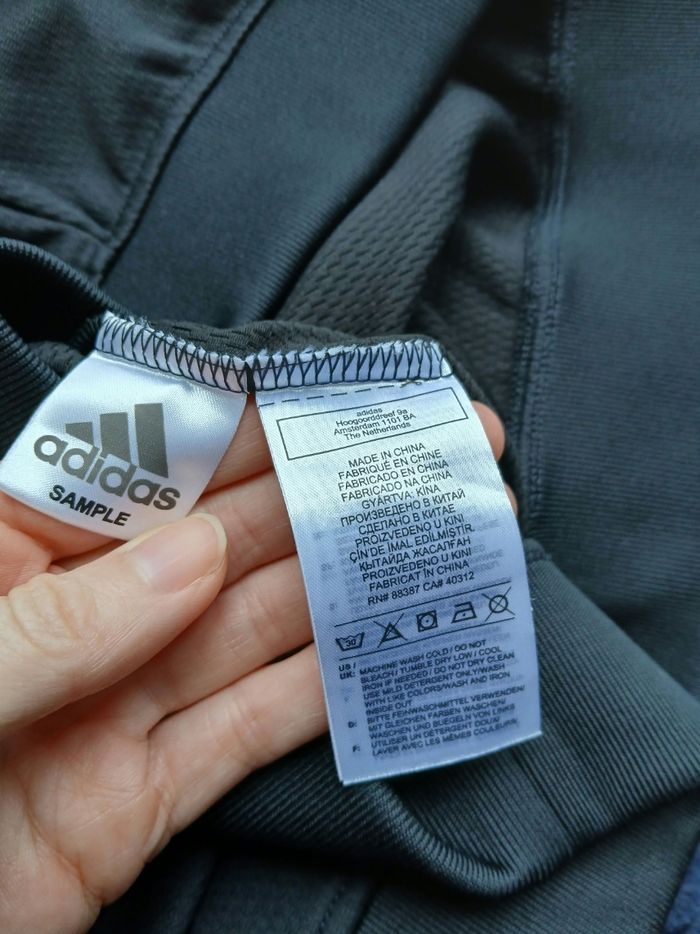 adidas
SAMPLE
adidas
Hoogoorddreef 9a
Amsterdam 1101 BA
The Netherlands
MADE IN CHINA
FABRIQUÉ EN CHINE
FABRICADO EN CHINA
FABRICADO NA CHINA
GYÁRTVA: KÍNA
ПРОИЗВЕДЕНО В КИТАЙ
СДЕЛАНО В КИТАЕ
PROIZVEDENO U KINI
ÇIN'DE İMAL EDİLMİŞTİR.
ҚЫТАЙДА ЖАСАЛҒАН
PROIZVEDENO U KINI
FABRICAT ÎN CHINA
RN# 88387 CA# 40312
30
US /
UK: MACHINE WASH COLD / DO NOT
BLEACH / TUMBLE DRY LOW / COOL
IRON IF NEEDED / DO NOT DRY CLEAN
USE MILD DETERGENT ONLY/WASH
WITH LIKE COLORS/WASH AND IRON
INSIDE OUT
D: BITTE FEINWASCHMITTEL VERWENDEN/
MIT GLEICHEN FARBEN WASCHEN/
WASCHEN UND BUEGELN VON LINKS
F: UTILISER UN DETERGENT DOUX/
LAVER AVEC LES MÊMES COULEURS/